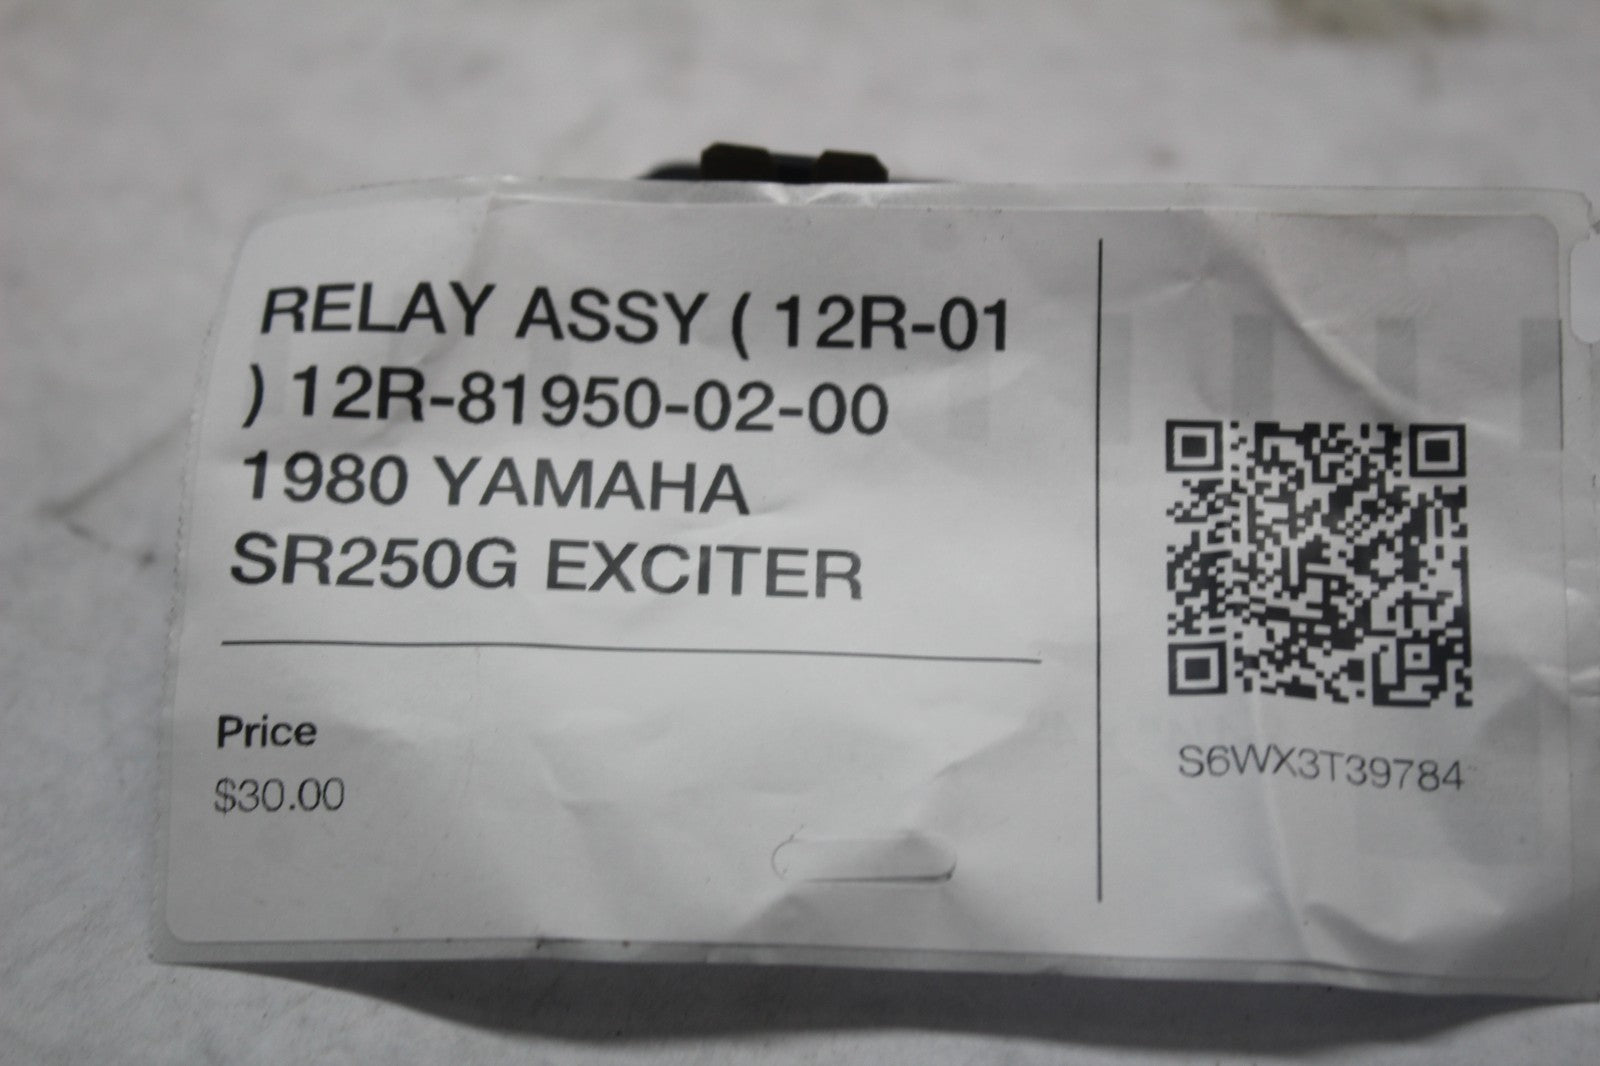 RELAY ASSY ( 12R-01
) 12R-81950-02-00
1980 YAMAHA
SR250G EXCITER
Price
$30.00
S6WX3T39784